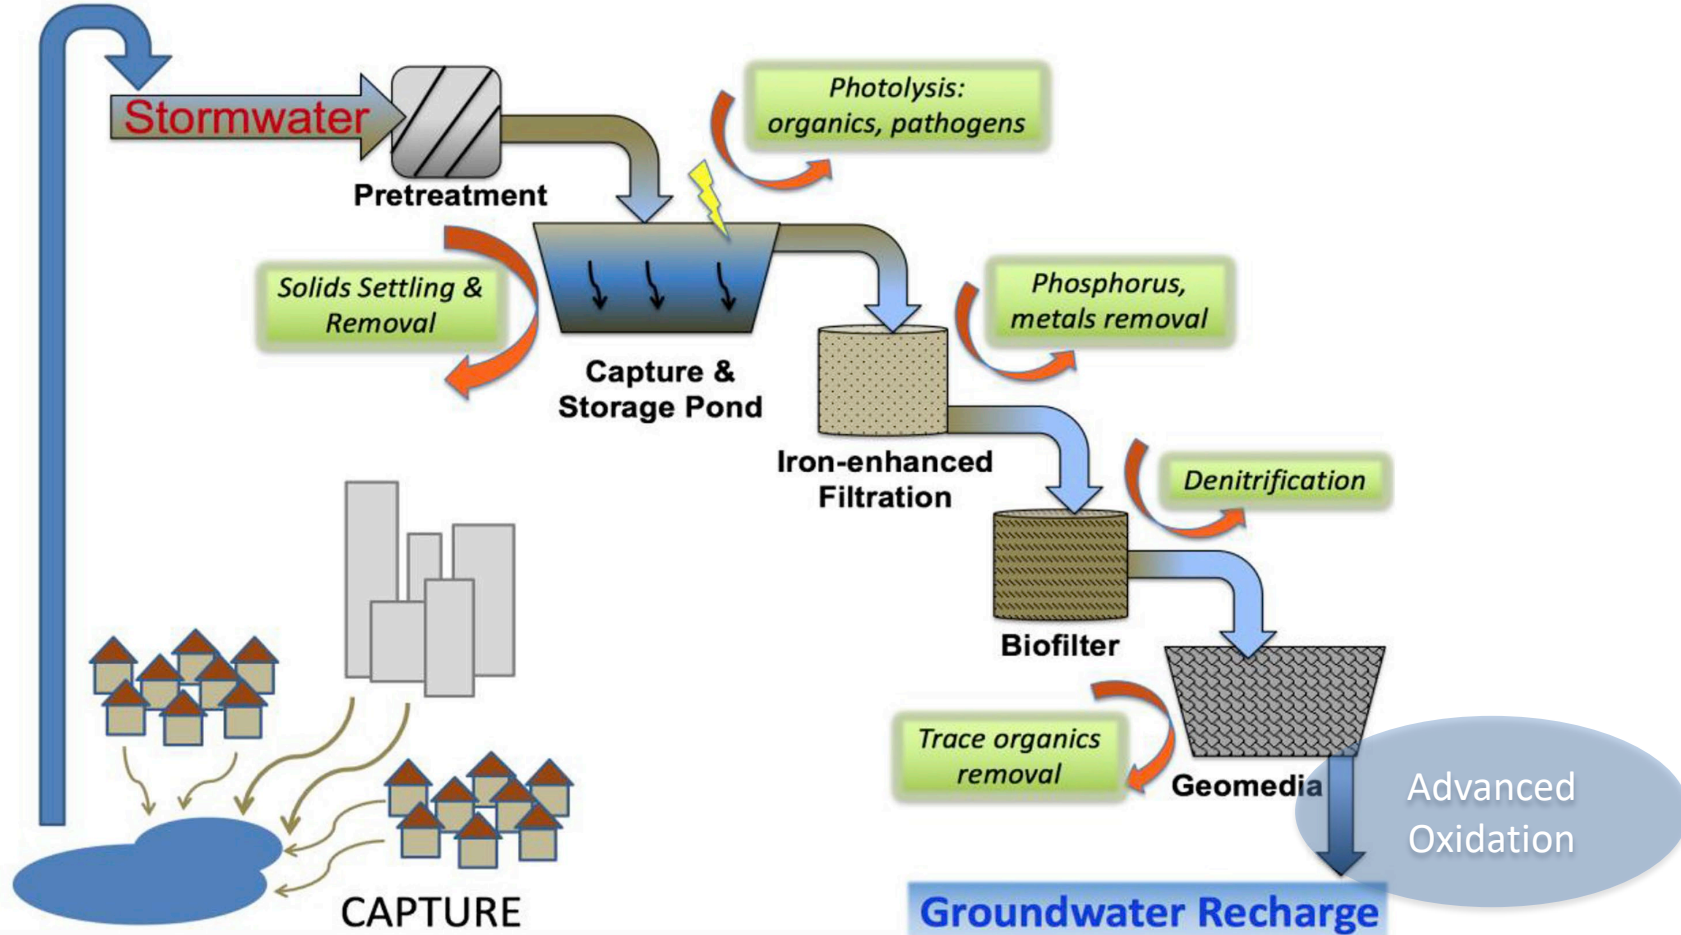 Stormwater
Pretreatment
Photolysis:
organics, pathogens
Solids Settling &
Removal
Capture &
Storage Pond
Phosphorus,
metals removal
Iron-enhanced
Filtration
Denitrification
Biofilter
Trace organics
removal
Geomedia
Advanced
Oxidation
CAPTURE
Groundwater Recharge